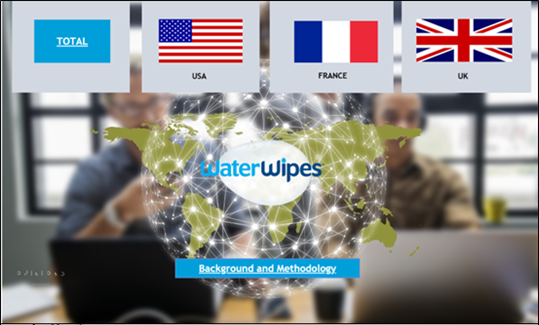 TOTAL
USA
FRANCE
UK
waterWipes
Background and Methodology